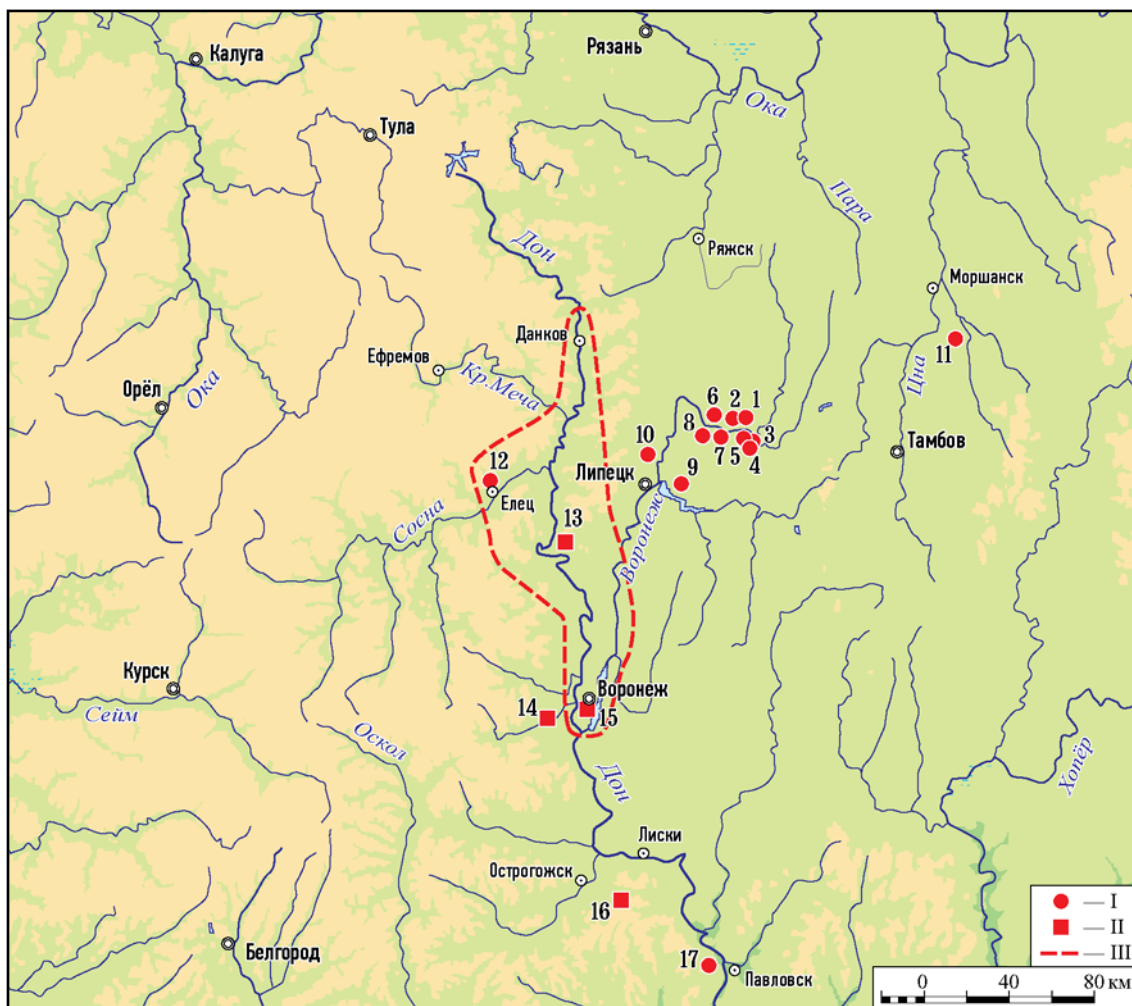 Рязань
Калуга
Ока
Тула
Пара
Дон
Ряжск
Моршанск
Данков
11
Ефремов
Кр.Меча
Цна
Орёл
Ока
6 2 1
8 3
7 5 4
10
Тамбов
12
Липецк
9
Елец
Сосна
13
Воронеж
Курск
Воронеж
14
15
Сейм
Оскол
Хопёр
Дон
Лиски
Острогожск
16
I
II
Белгород
17
Павловск
III
0 40 80 км